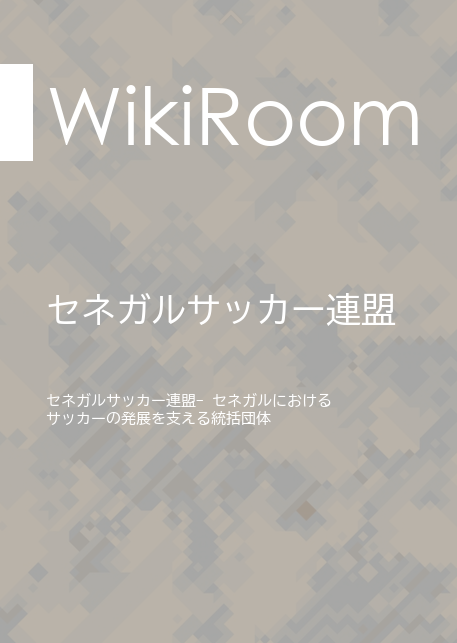 WikiRoom
セネガルサッカー連盟
セネガルサッカー連盟– セネガルにおける
サッカーの発展を支える統括団体